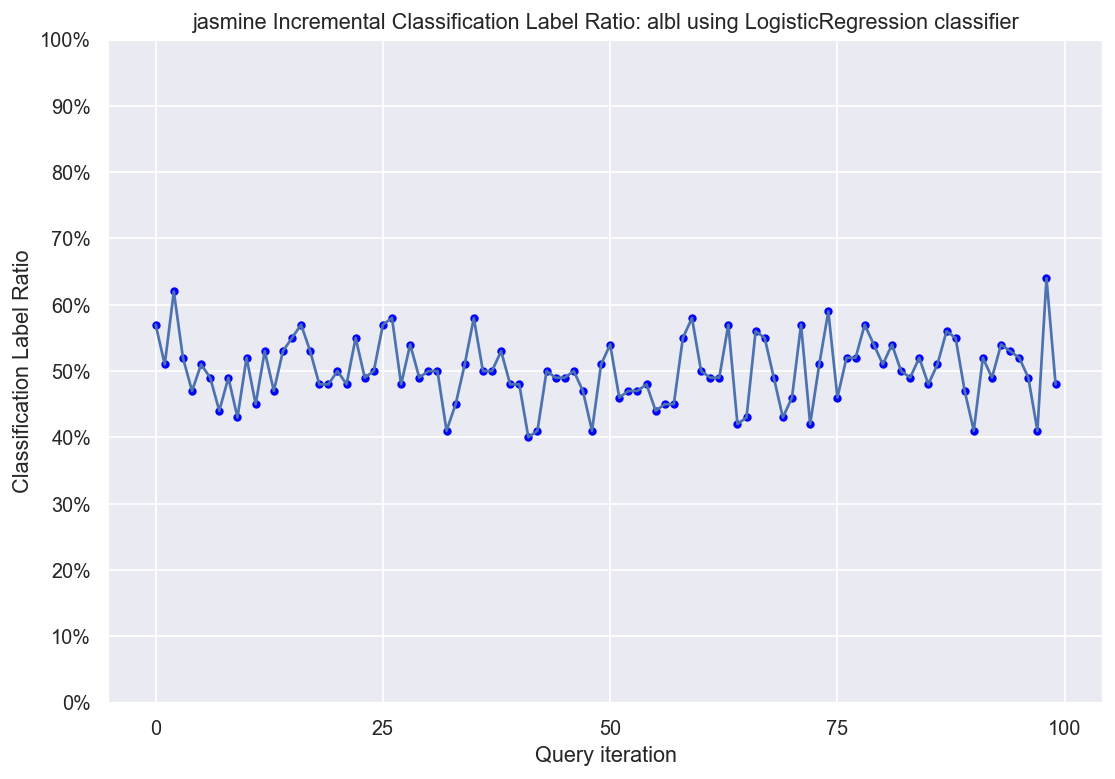 jasmine Incremental Classification Label Ratio: albl using LogisticRegression classifier
100%
90%
80%
70%
60%
50%
40%
30%
20%
10%
0%
Classification Label Ratio
0 25 50 75 100
Query iteration